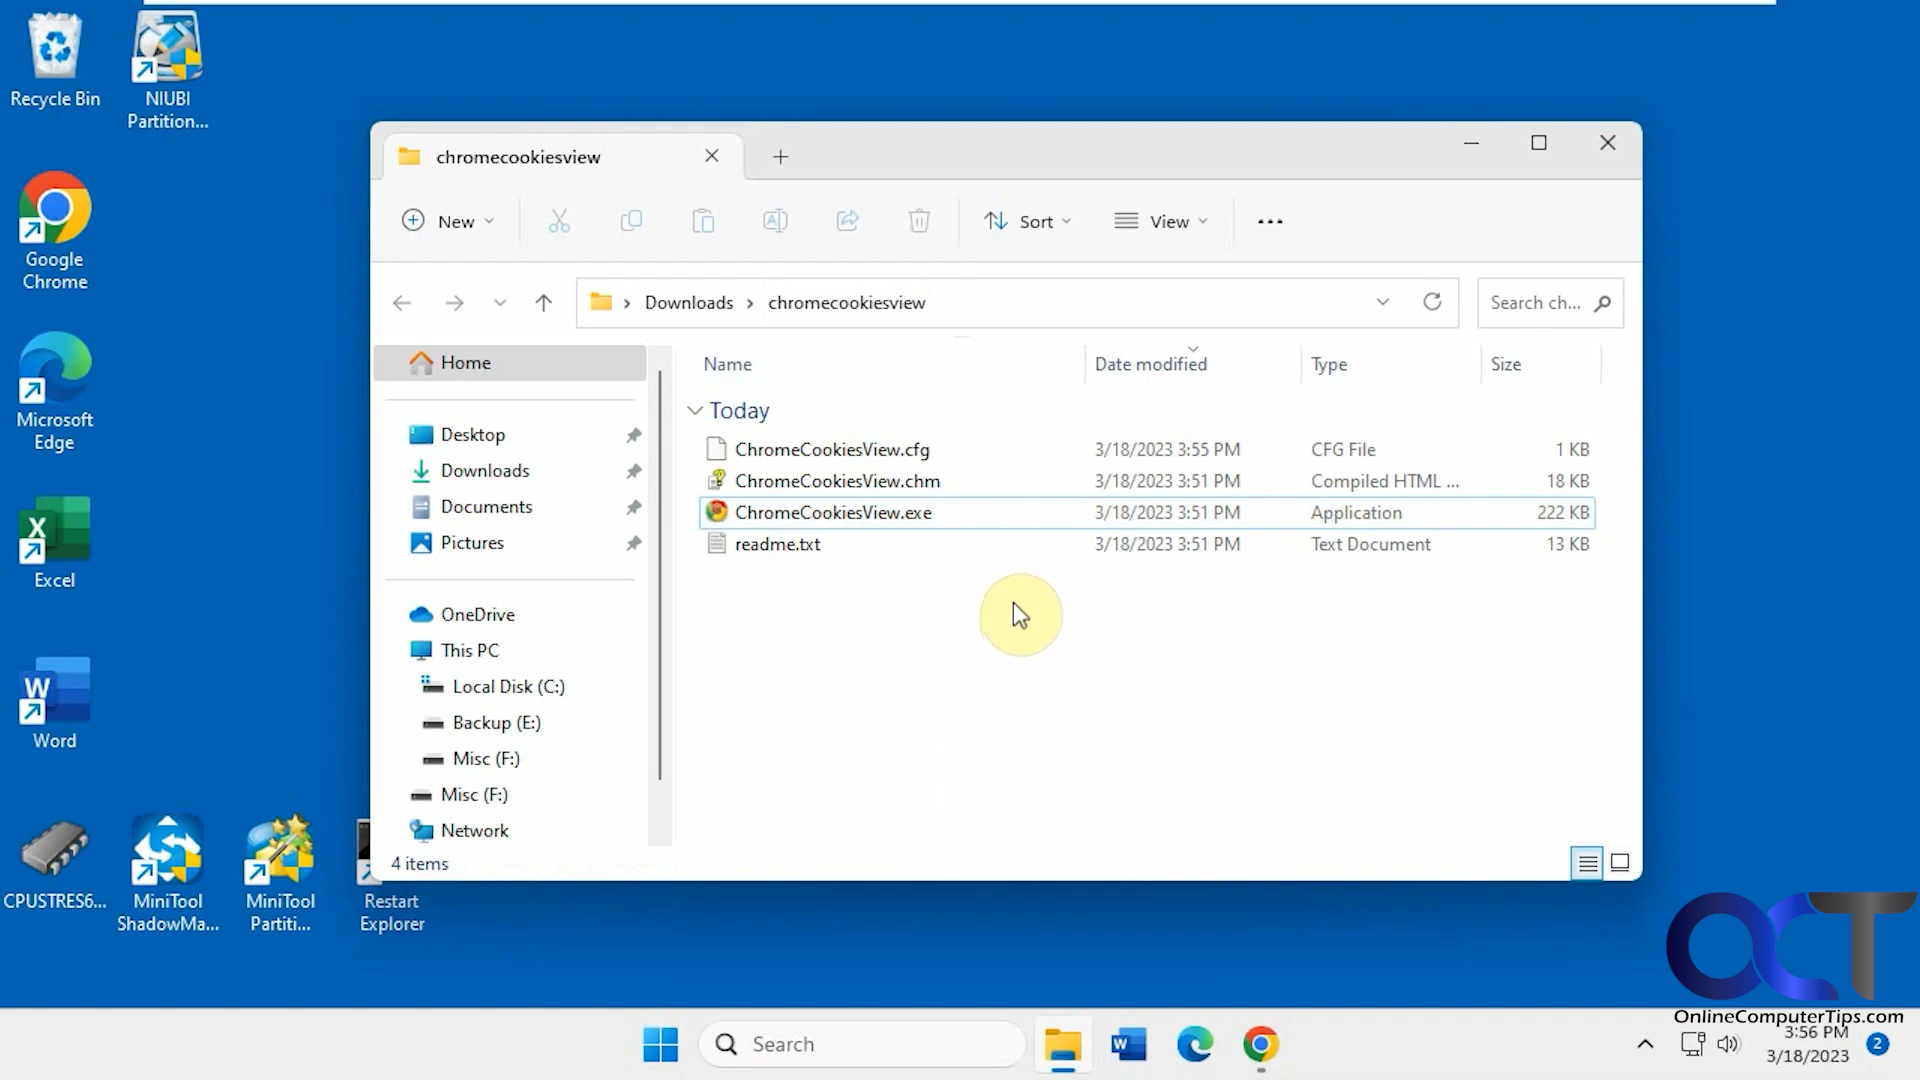 Recycle Bin
NIUBI
Partition...
Google
Chrome
Microsoft
Edge
Excel
Word
CPUSTRES6...
MiniTool
ShadowMa...
MiniTool
Partiti...
Restart
Explorer
chromecookiesview
New
Sort
View
Downloads
chromecookiesview
Search ch...
Home
Desktop
Downloads
Documents
Pictures
OneDrive
This PC
Local Disk (C:)
Backup (E:)
Misc (F:)
Misc (F:)
Network
Name Date modified Type Size
Today
ChromeCookiesView.cfg 3/18/2023 3:55 PM CFG File 1 KB
ChromeCookiesView.chm 3/18/2023 3:51 PM Compiled HTML ... 18 KB
ChromeCookiesView.exe 3/18/2023 3:51 PM Application 222 KB
readme.txt 3/18/2023 3:51 PM Text Document 13 KB
4 items
OCT
OnlineComputerTips.com
Search
3:56 PM
3/18/2023
2